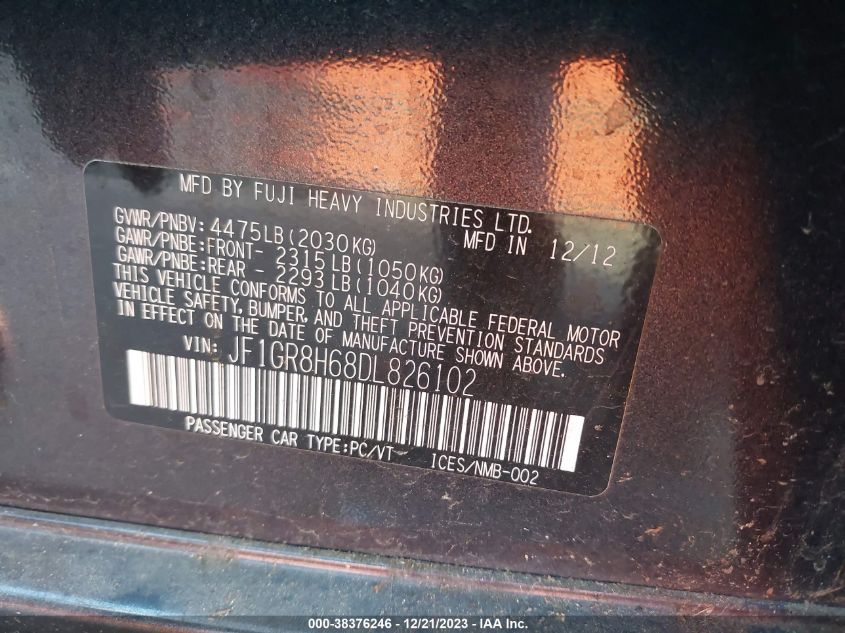 MFD BY FUJI HEAVY INDUSTRIES LTD.
GVWR/PNBV: 4475LB (2030KG) MFD IN 12/12
GAWR/PNBE:FRONT- 2315LB (1050KG)
GAWR/PNBE:REAR - 2293LB (1040KG)
THIS VEHICLE CONFORMS TO ALL APPLICABLE FEDERAL MOTOR
VEHICLE SAFETY, BUMPER, AND THEFT PREVENTION STANDARDS
IN EFFECT ON THE DATE OF MANUFACTURE SHOWN ABOVE.
VIN: JF1GR8H68DL826102
PASSENGER CAR TYPE:PC/VT ICES/NMB-002
000-38376246 - 12/21/2023 - IAA Inc.